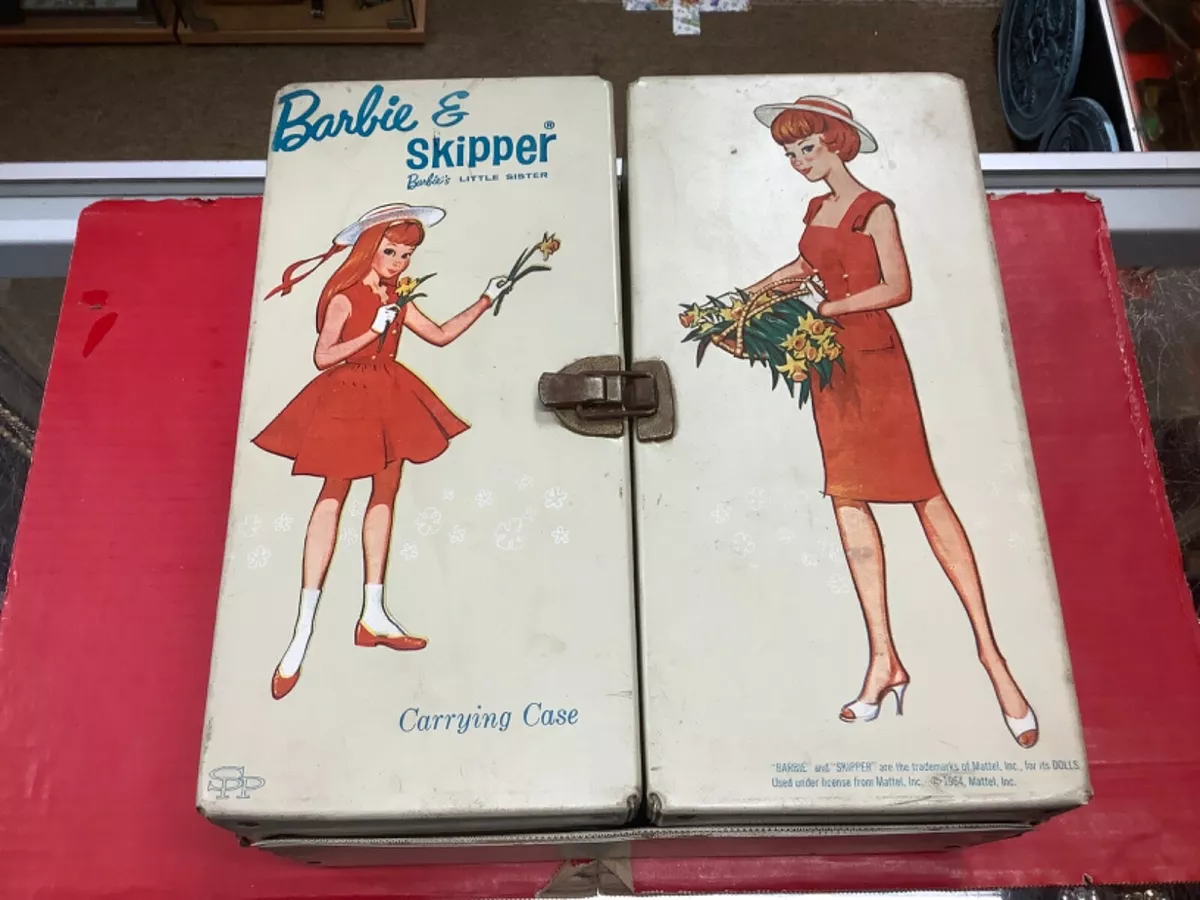 Barbie &
Skipper®
Barbie's LITTLE SISTER
Carrying Case
SPP
"BARBIE" and "SKIPPER" are the trademarks of Mattel, Inc., for its DOLLS.
Used under license from Mattel, Inc. © 1964, Mattel, Inc.